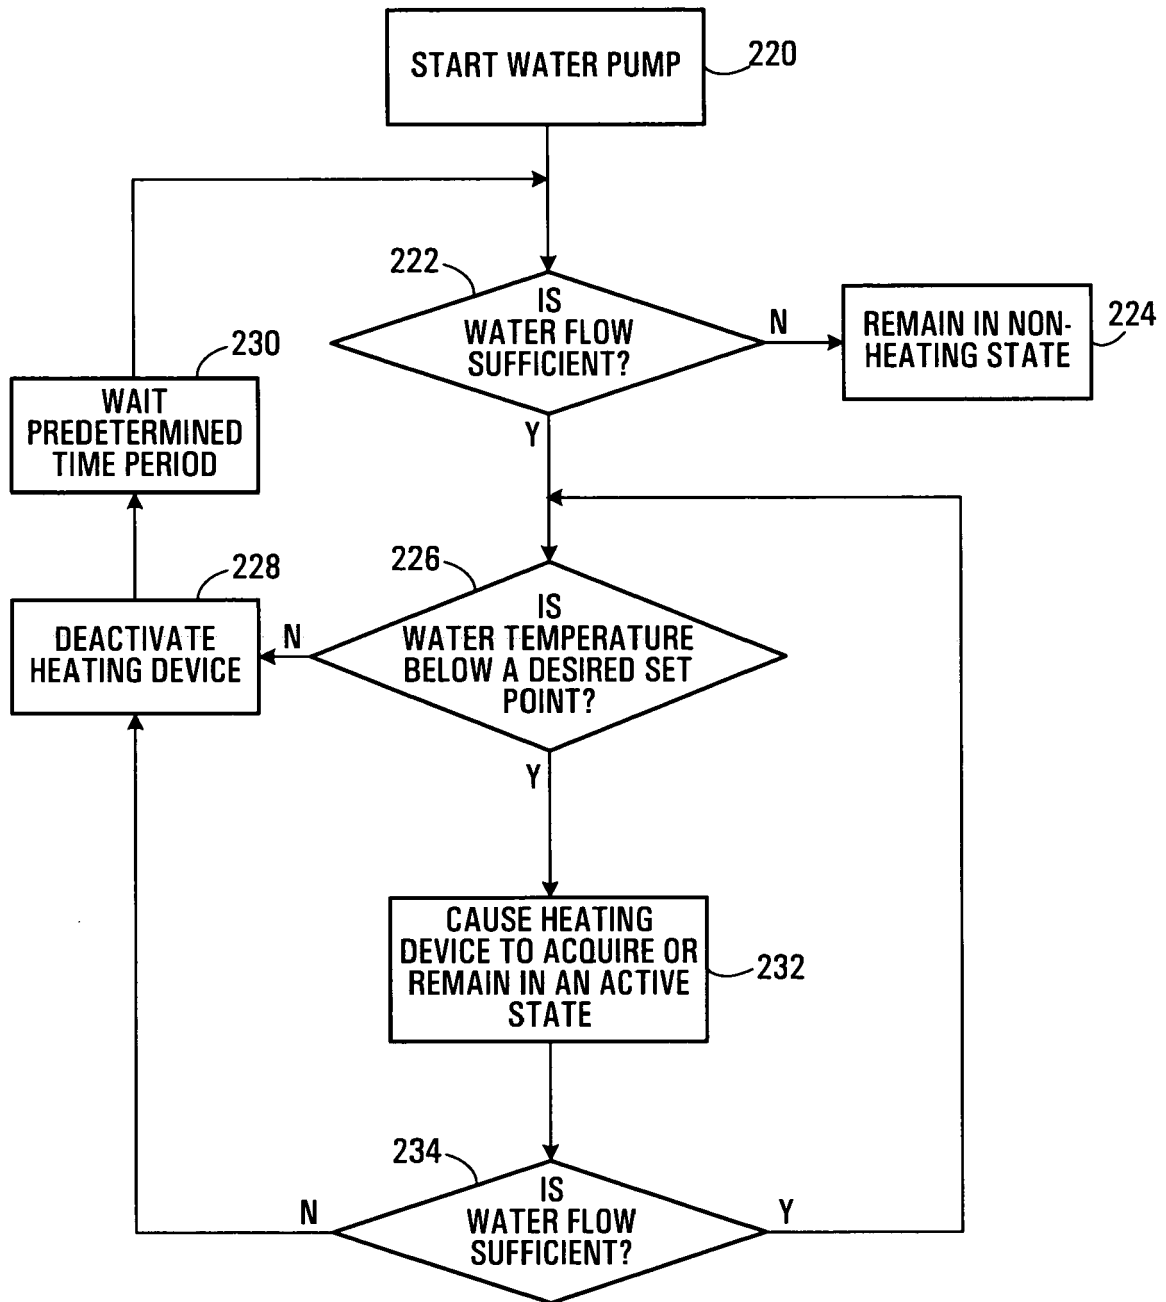 START WATER PUMP
220
222
IS
WATER FLOW
SUFFICIENT?
N
REMAIN IN NON-
HEATING STATE
224
230
WAIT
PREDETERMINED
TIME PERIOD
Y
226
IS
WATER TEMPERATURE
BELOW A DESIRED SET
POINT?
228
DEACTIVATE
HEATING DEVICE
N
Y
CAUSE HEATING
DEVICE TO ACQUIRE OR
REMAIN IN AN ACTIVE
STATE
232
234
IS
WATER FLOW
SUFFICIENT?
N
Y